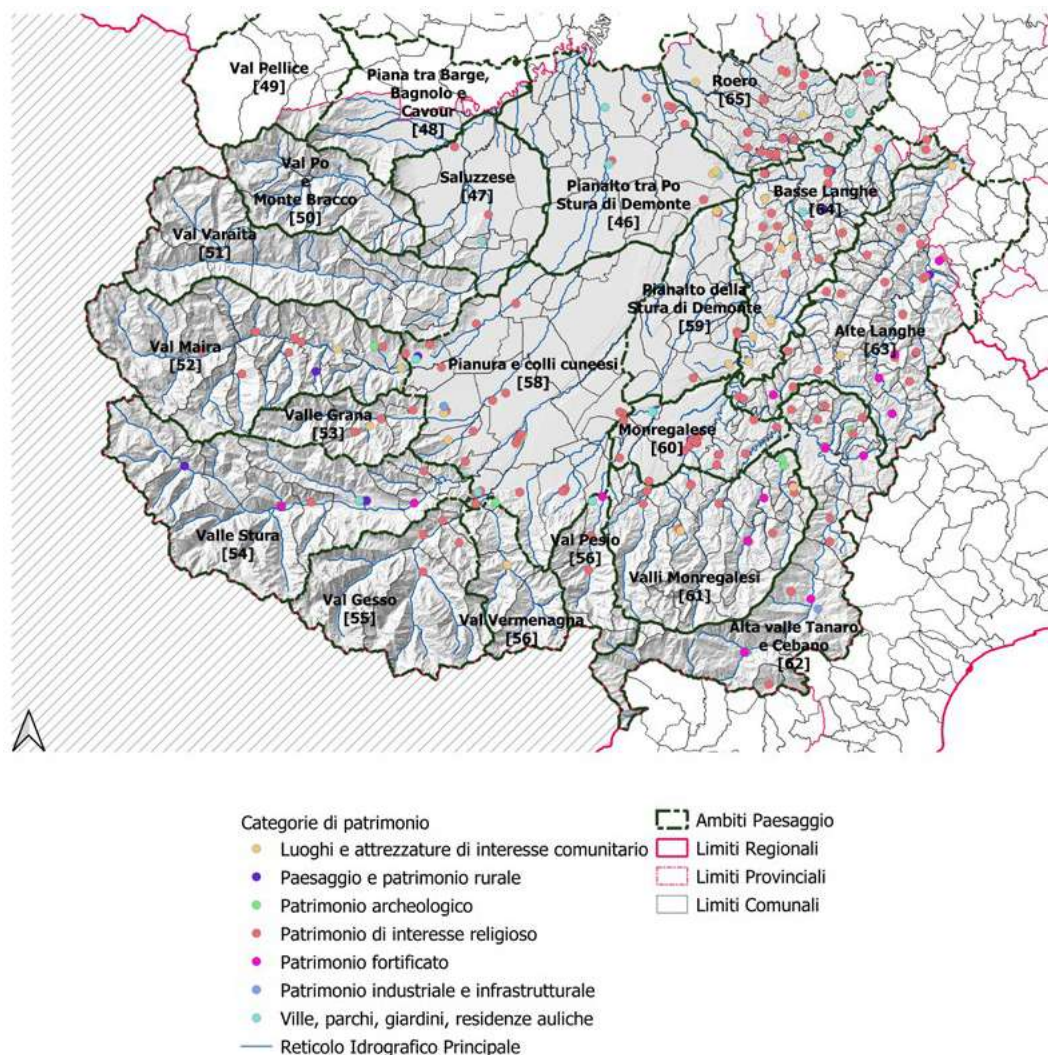 Val Pellice
[49]
Piana tra Barge,
Bagnolo e
Cavour
[48]
Roero
[65]
Val Po
e
Monte Bracco
[50]
Saluzzese
[47]
Pianalto tra Po
Stura di Demonte
[46]
Basse Langhe
[64]
Val Varaita
[51]
Pianalto della
Stura di Demonte
[59]
Val Maira
[52]
Alte Langhe
[63]
Pianura e colli cuneesi
[58]
Valle Grana
[53]
Monregalese
[60]
Valle Stura
[54]
Val Pesio
[56]
Valli Monregalesi
[61]
Val Gesso
[55]
Val Vermenagna
[56]
Alta valle Tanaro
e Cebano
[62]
Categorie di patrimonio
Luoghi e attrezzature di interesse comunitario
Paesaggio e patrimonio rurale
Patrimonio archeologico
Patrimonio di interesse religioso
Patrimonio fortificato
Patrimonio industriale e infrastrutturale
Ville, parchi, giardini, residenze auliche
Reticolo Idrografico Principale
Ambiti Paesaggio
Limiti Regionali
Limiti Provinciali
Limiti Comunali